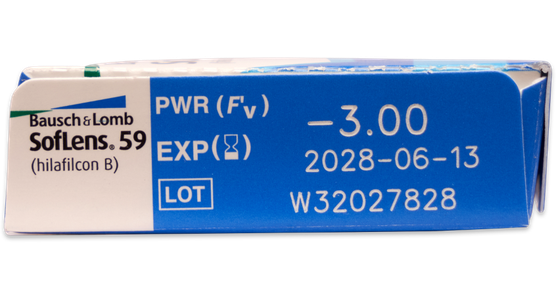 Bausch & Lomb
SofLens® 59
(hilafilcon B)
PWR (F'v) -3.00
EXP (⌛) 2028-06-13
LOT W32027828